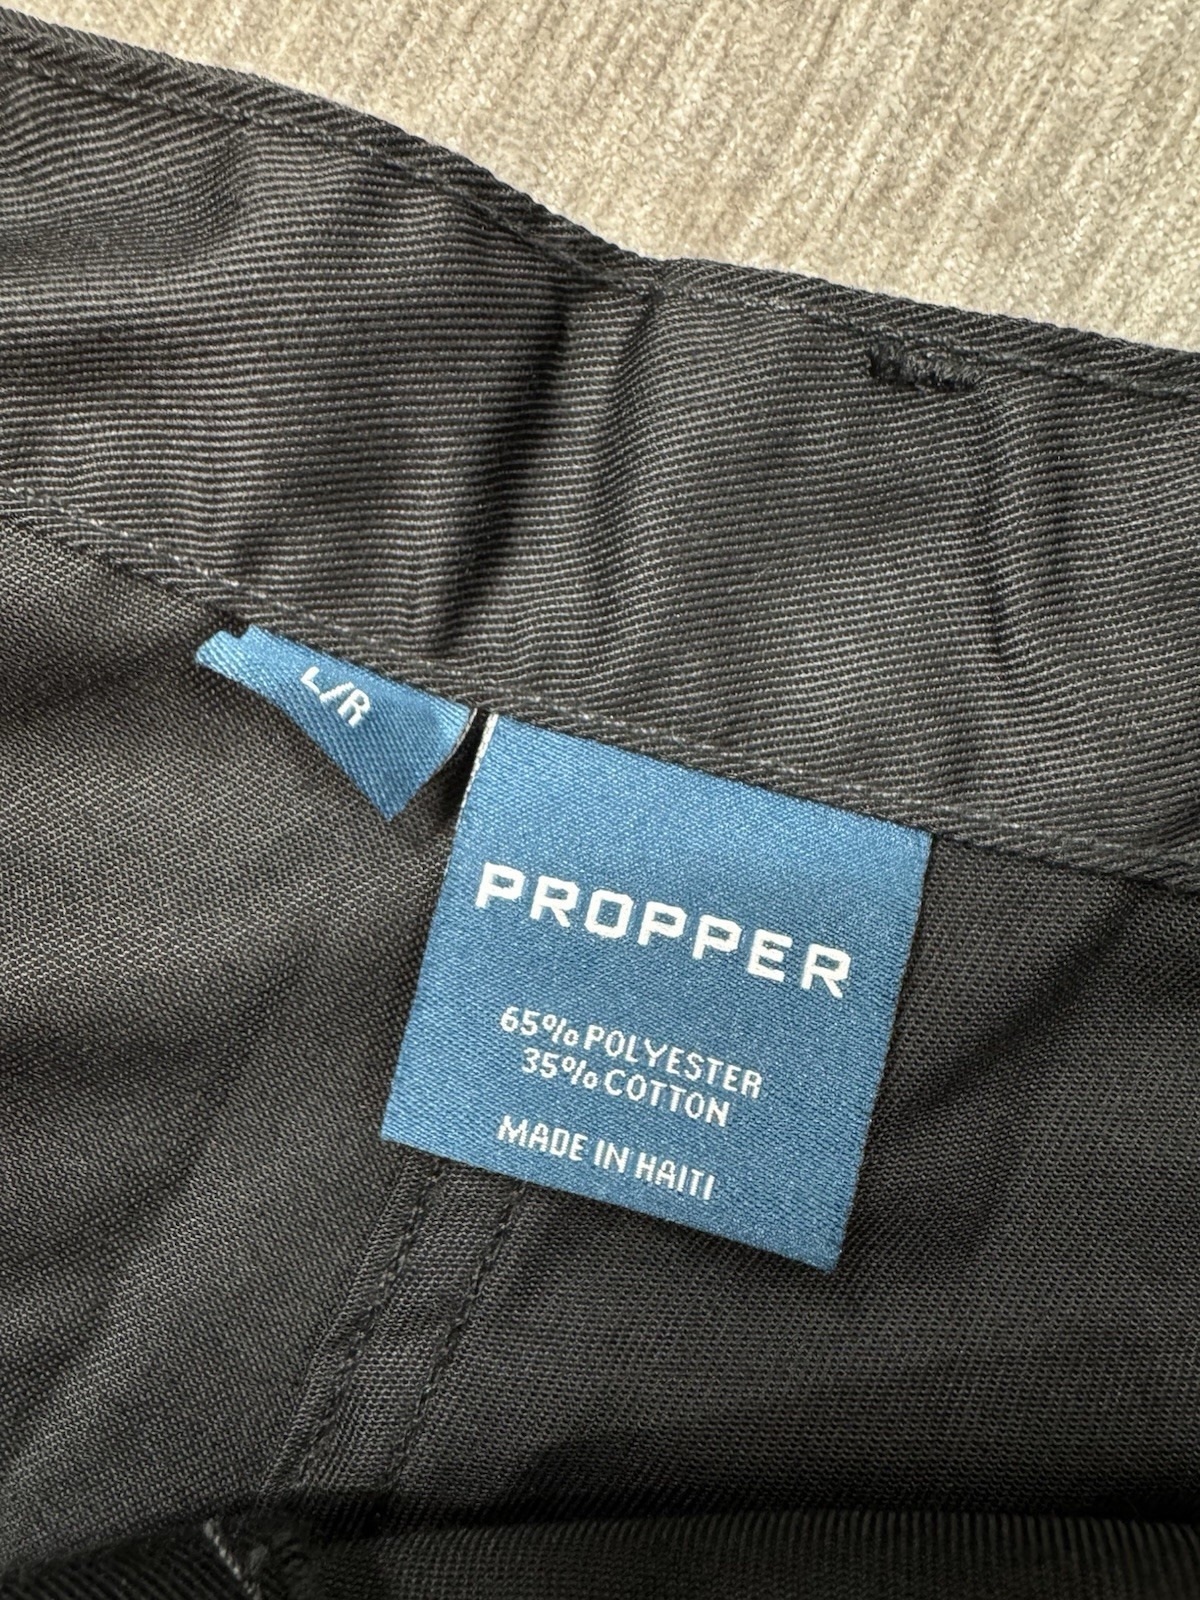 L/R
PROPPER
65% POLYESTER
35% COTTON
MADE IN HAITI